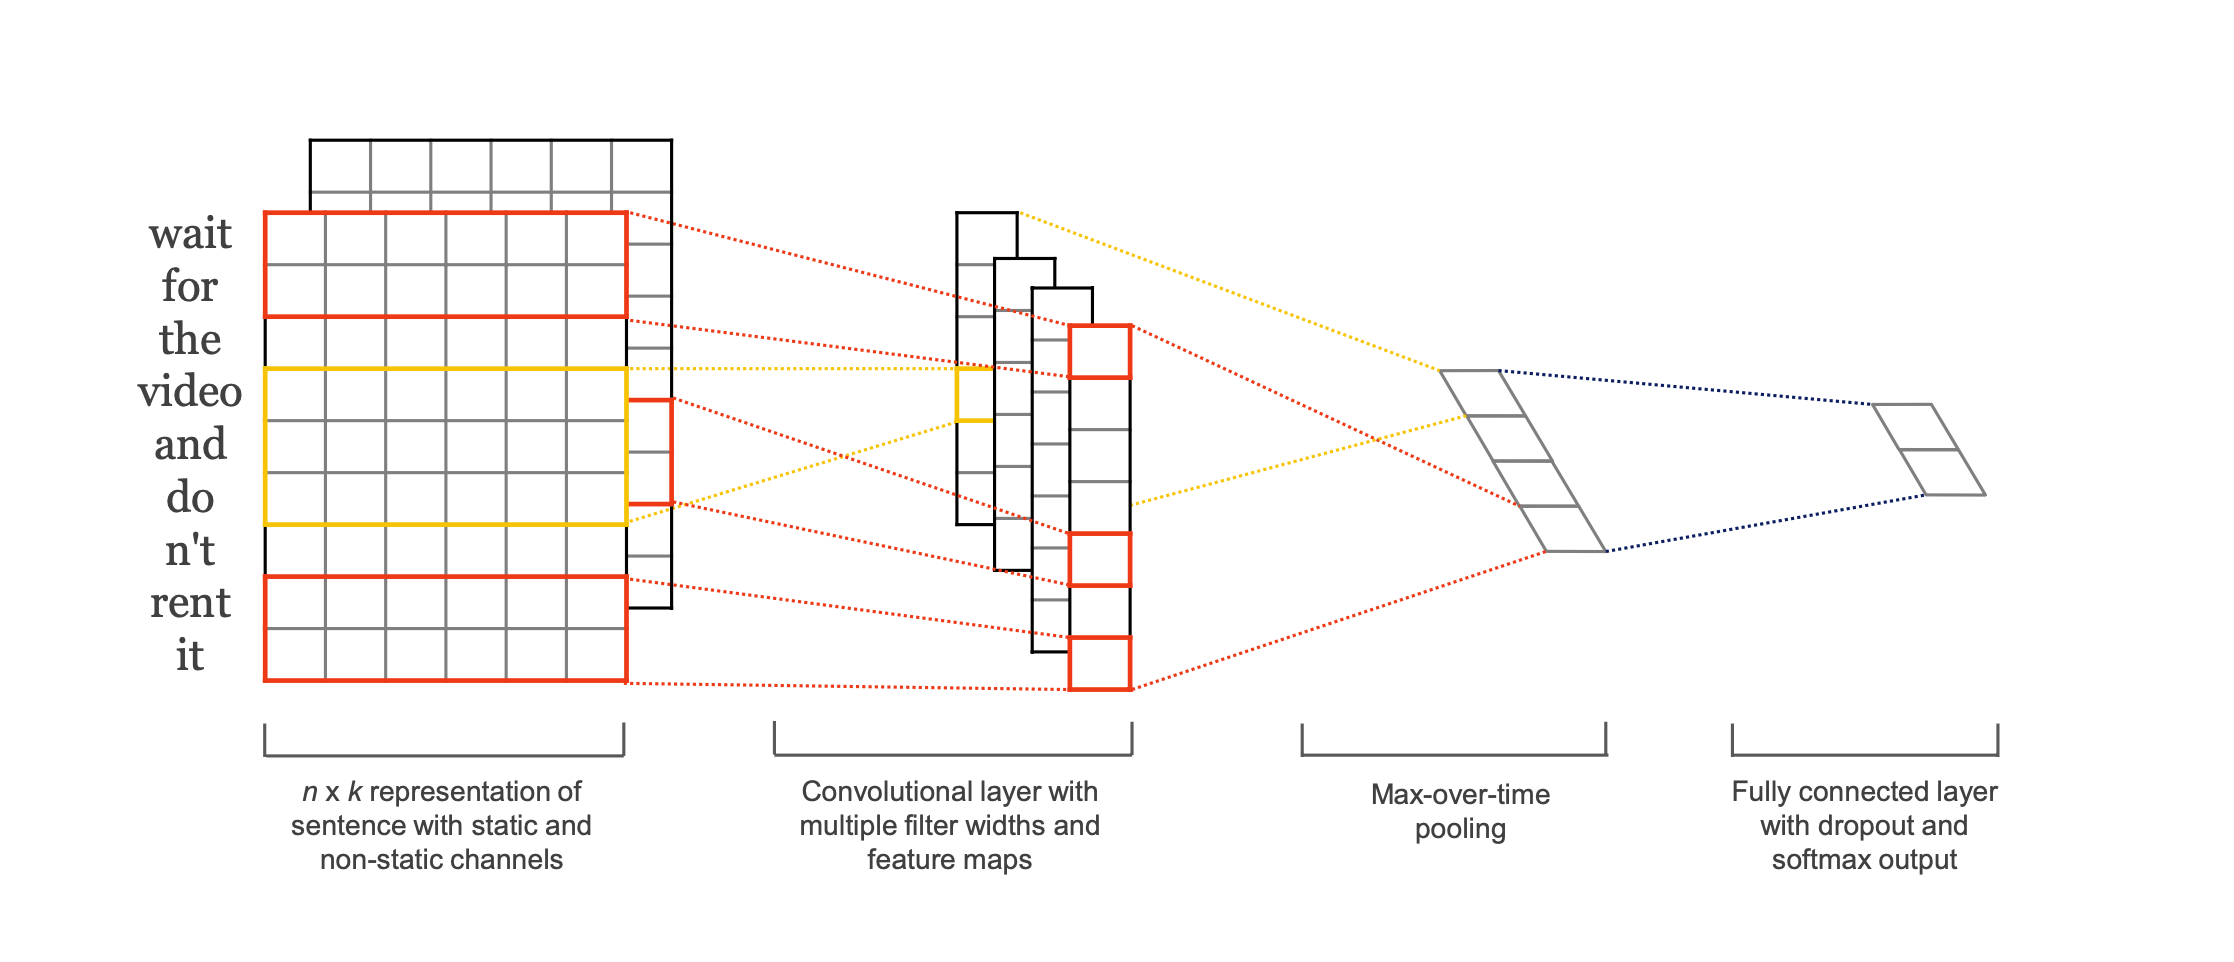 wait
for
the
video
and
do
n't
rent
it
n x k representation of
sentence with static and
non-static channels
Convolutional layer with
multiple filter widths and
feature maps
Max-over-time
pooling
Fully connected layer
with dropout and
softmax output